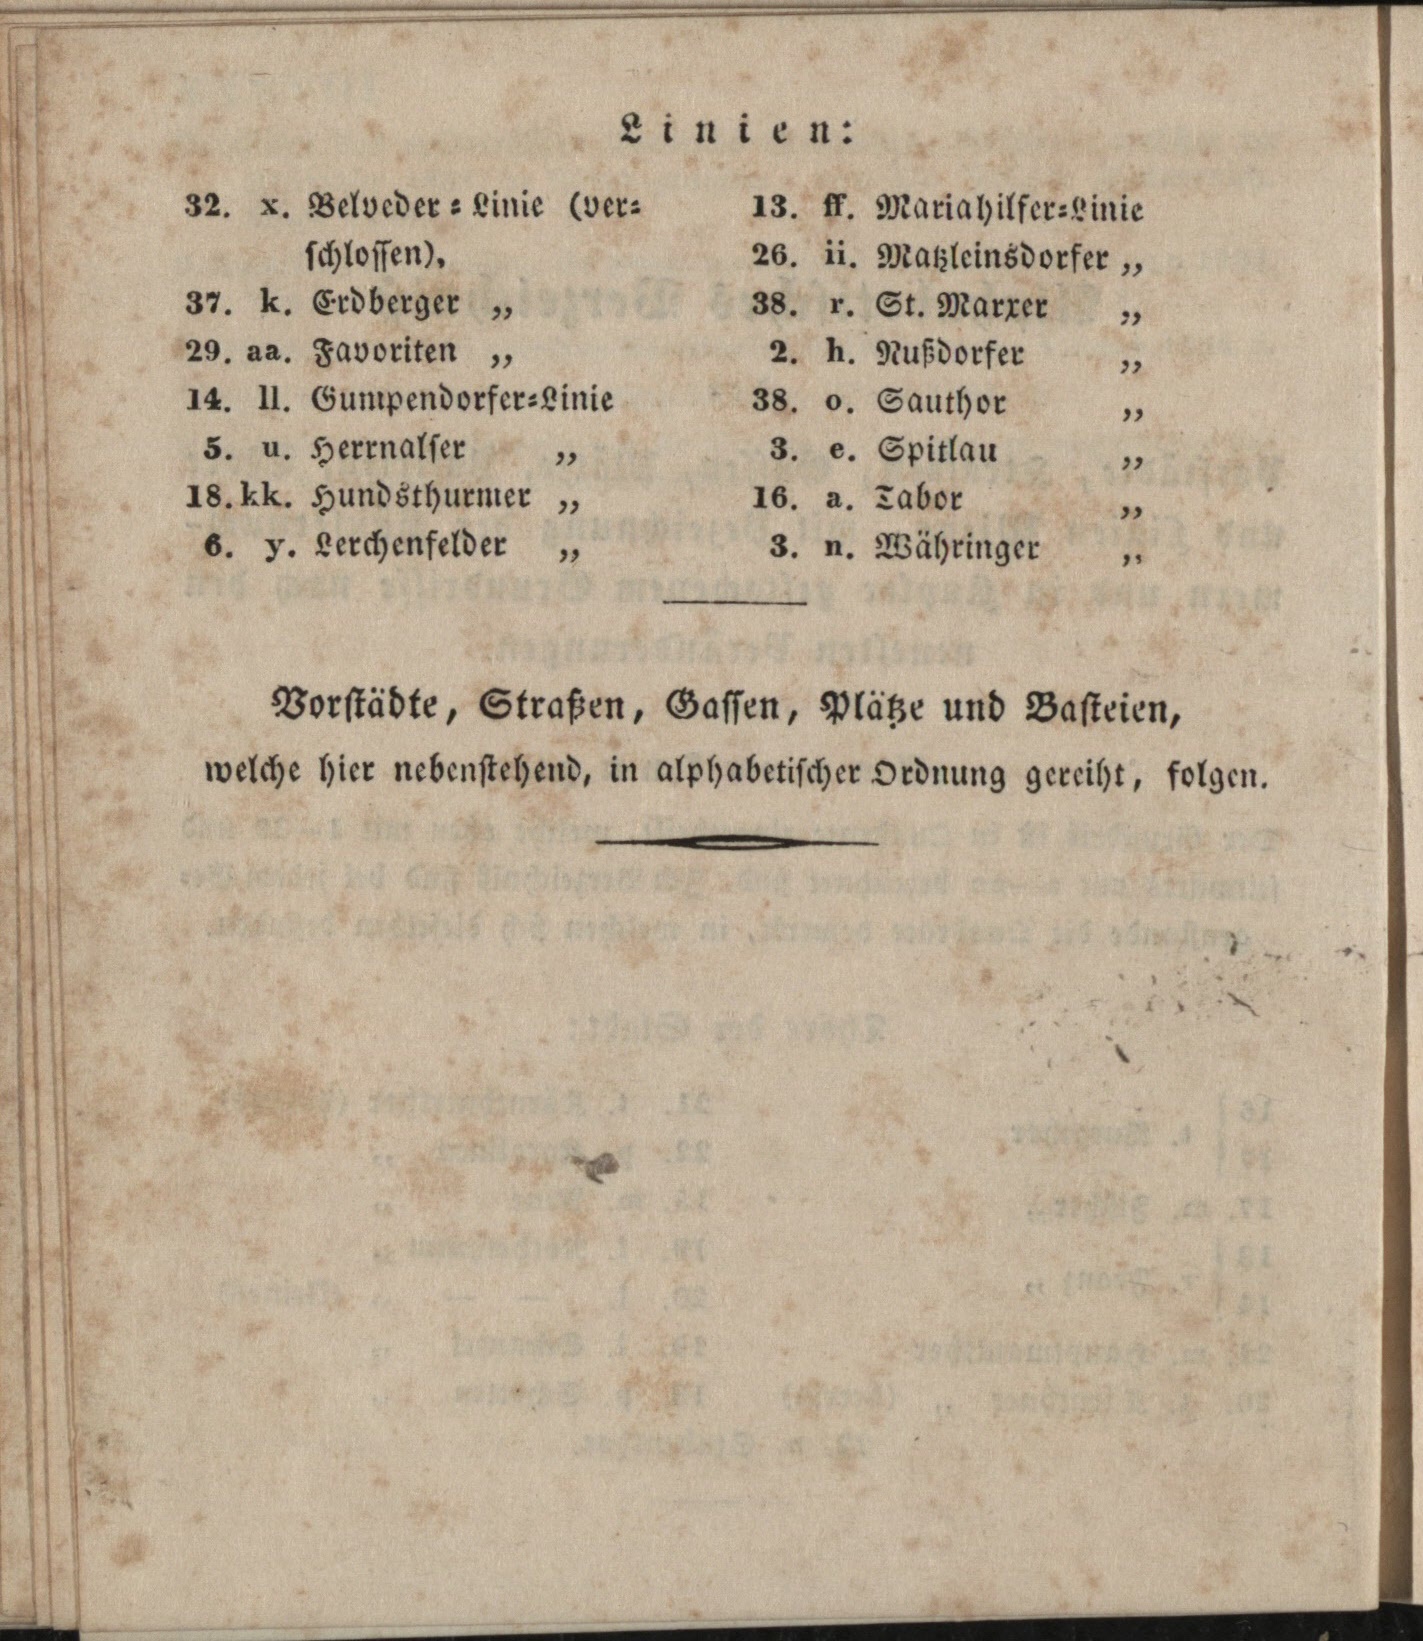 Linien:
32. x. Belveder=Linie (ver=
schlossen),
37. k. Erdberger „
29. aa. Favoriten „
14. ll. Gumpendorfer=Linie
5. u. Herrnalser „
18. kk. Hundsthurmer „
6. y. Lerchenfelder „
13. ff. Mariahilfer=Linie
26. ii. Matzleinsdorfer „
38. r. St. Marxer „
2. h. Nußdorfer „
38. o. Sauthor „
3. e. Spitlau „
16. a. Tabor „
3. n. Währinger „
Vorstädte, Straßen, Gassen, Plätze und Basteien,
welche hier nebenstehend, in alphabetischer Ordnung gereiht, folgen.